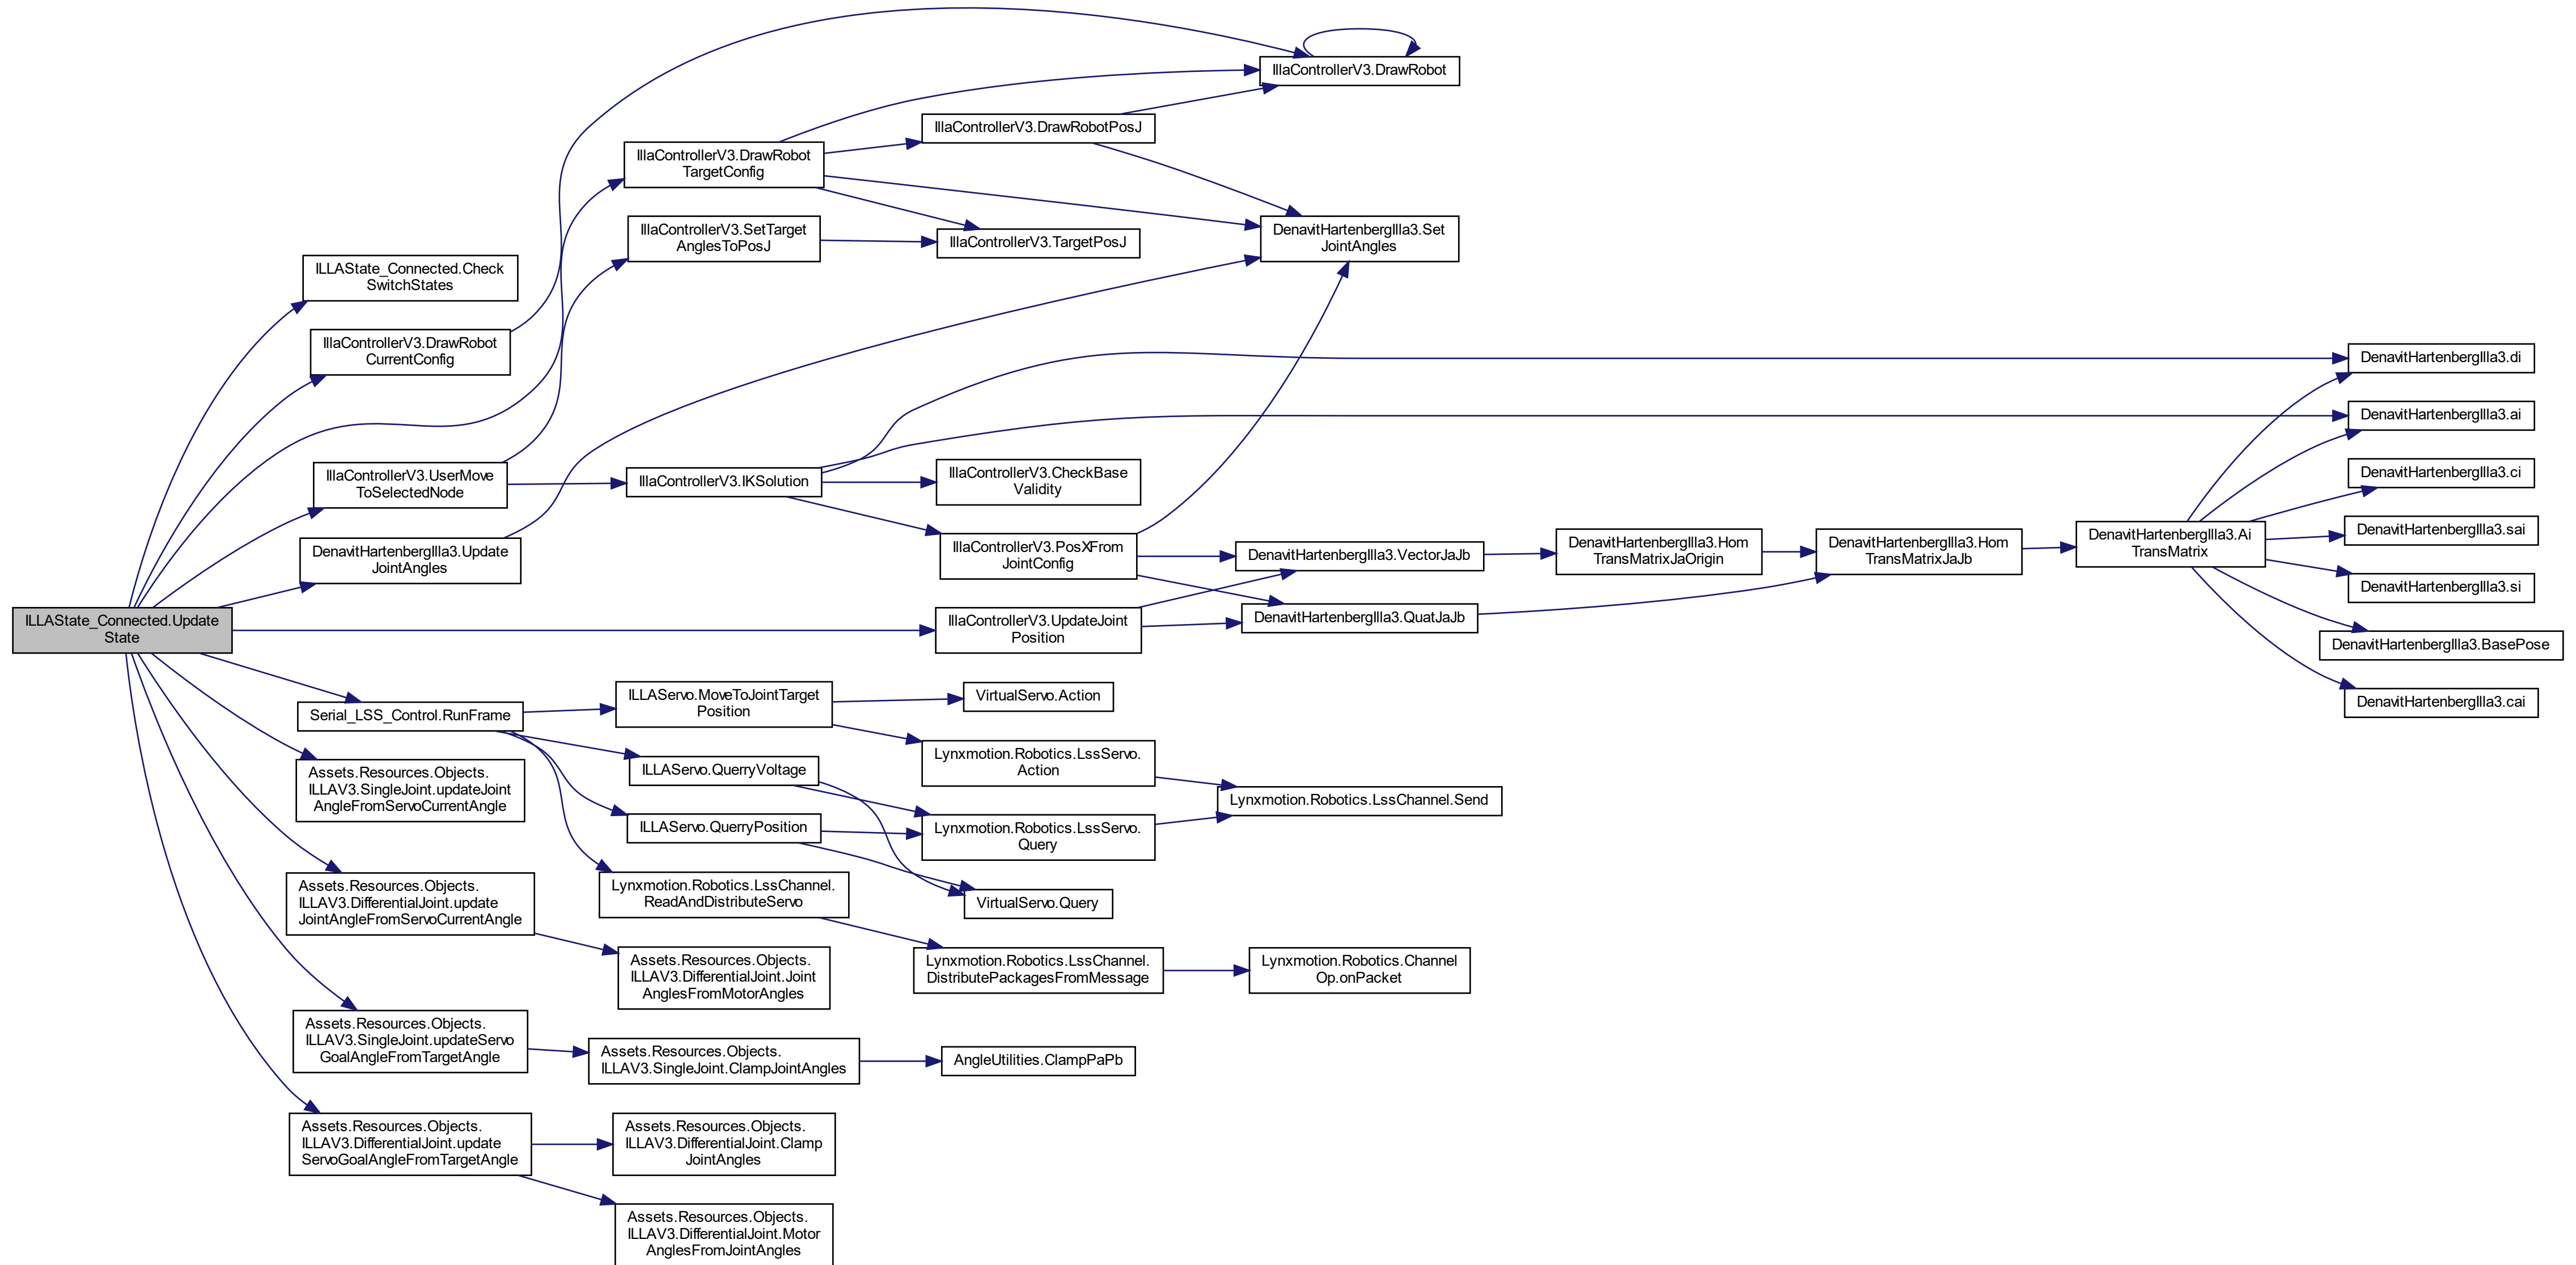 IllaControllerV3.DrawRobot
IllaControllerV3.DrawRobotPosJ
IllaControllerV3.DrawRobot
TargetConfig
IllaControllerV3.SetTarget
AnglesToPosJ
IllaControllerV3.TargetPosJ
DenavitHartenbergIlla3.Set
JointAngles
ILLAState_Connected.Check
SwitchStates
IllaControllerV3.DrawRobot
CurrentConfig
IllaControllerV3.UserMove
ToSelectedNode
IllaControllerV3.IKSolution
IllaControllerV3.CheckBase
Validity
IllaControllerV3.PosXFrom
JointConfig
DenavitHartenbergIlla3.Update
JointAngles
DenavitHartenbergIlla3.VectorJaJb
DenavitHartenbergIlla3.Hom
TransMatrixJaOrigin
DenavitHartenbergIlla3.Hom
TransMatrixJaJb
DenavitHartenbergIlla3.Ai
TransMatrix
DenavitHartenbergIlla3.di
DenavitHartenbergIlla3.ai
DenavitHartenbergIlla3.ci
DenavitHartenbergIlla3.sai
DenavitHartenbergIlla3.si
DenavitHartenbergIlla3.BasePose
DenavitHartenbergIlla3.cai
ILLAState_Connected.Update
State
IllaControllerV3.UpdateJoint
Position
DenavitHartenbergIlla3.QuatJaJb
Serial_LSS_Control.RunFrame
ILLAServo.MoveToJointTarget
Position
VirtualServo.Action
Lynxmotion.Robotics.LssServo.
Action
ILLAServo.QuerryVoltage
Lynxmotion.Robotics.LssChannel.Send
ILLAServo.QuerryPosition
Lynxmotion.Robotics.LssServo.
Query
VirtualServo.Query
Lynxmotion.Robotics.LssChannel.
ReadAndDistributeServo
Lynxmotion.Robotics.LssChannel.
DistributePackagesFromMessage
Lynxmotion.Robotics.Channel
Op.onPacket
Assets.Resources.Objects.
ILLAV3.SingleJoint.updateJoint
AngleFromServoCurrentAngle
Assets.Resources.Objects.
ILLAV3.DifferentialJoint.update
JointAngleFromServoCurrentAngle
Assets.Resources.Objects.
ILLAV3.DifferentialJoint.Joint
AnglesFromMotorAngles
Assets.Resources.Objects.
ILLAV3.SingleJoint.updateServo
GoalAngleFromTargetAngle
Assets.Resources.Objects.
ILLAV3.SingleJoint.ClampJointAngles
AngleUtilities.ClampPaPb
Assets.Resources.Objects.
ILLAV3.DifferentialJoint.update
ServoGoalAngleFromTargetAngle
Assets.Resources.Objects.
ILLAV3.DifferentialJoint.Clamp
JointAngles
Assets.Resources.Objects.
ILLAV3.DifferentialJoint.Motor
AnglesFromJointAngles